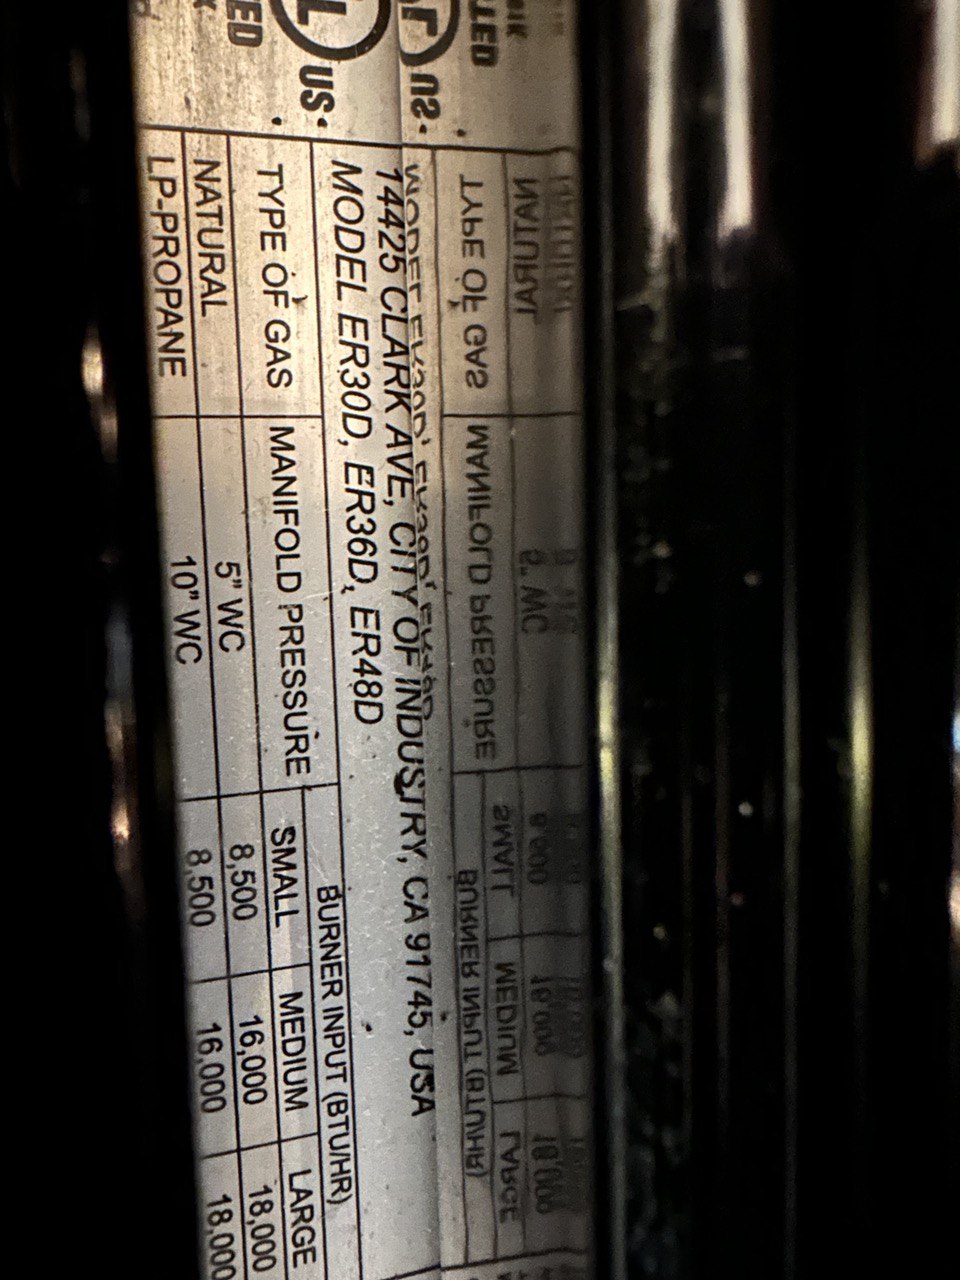 US
14425 CLARK AVE, CITY OF INDUSTRY, CA 91745, USA
MODEL ER30D, ER36D, ER48D
BURNER INPUT (BTU/HR)
TYPE OF GAS MANIFOLD PRESSURE SMALL MEDIUM LARGE
NATURAL 5" WC 8,500 16,000 18,000
LP-PROPANE 10" WC 8,500 16,000 18,000